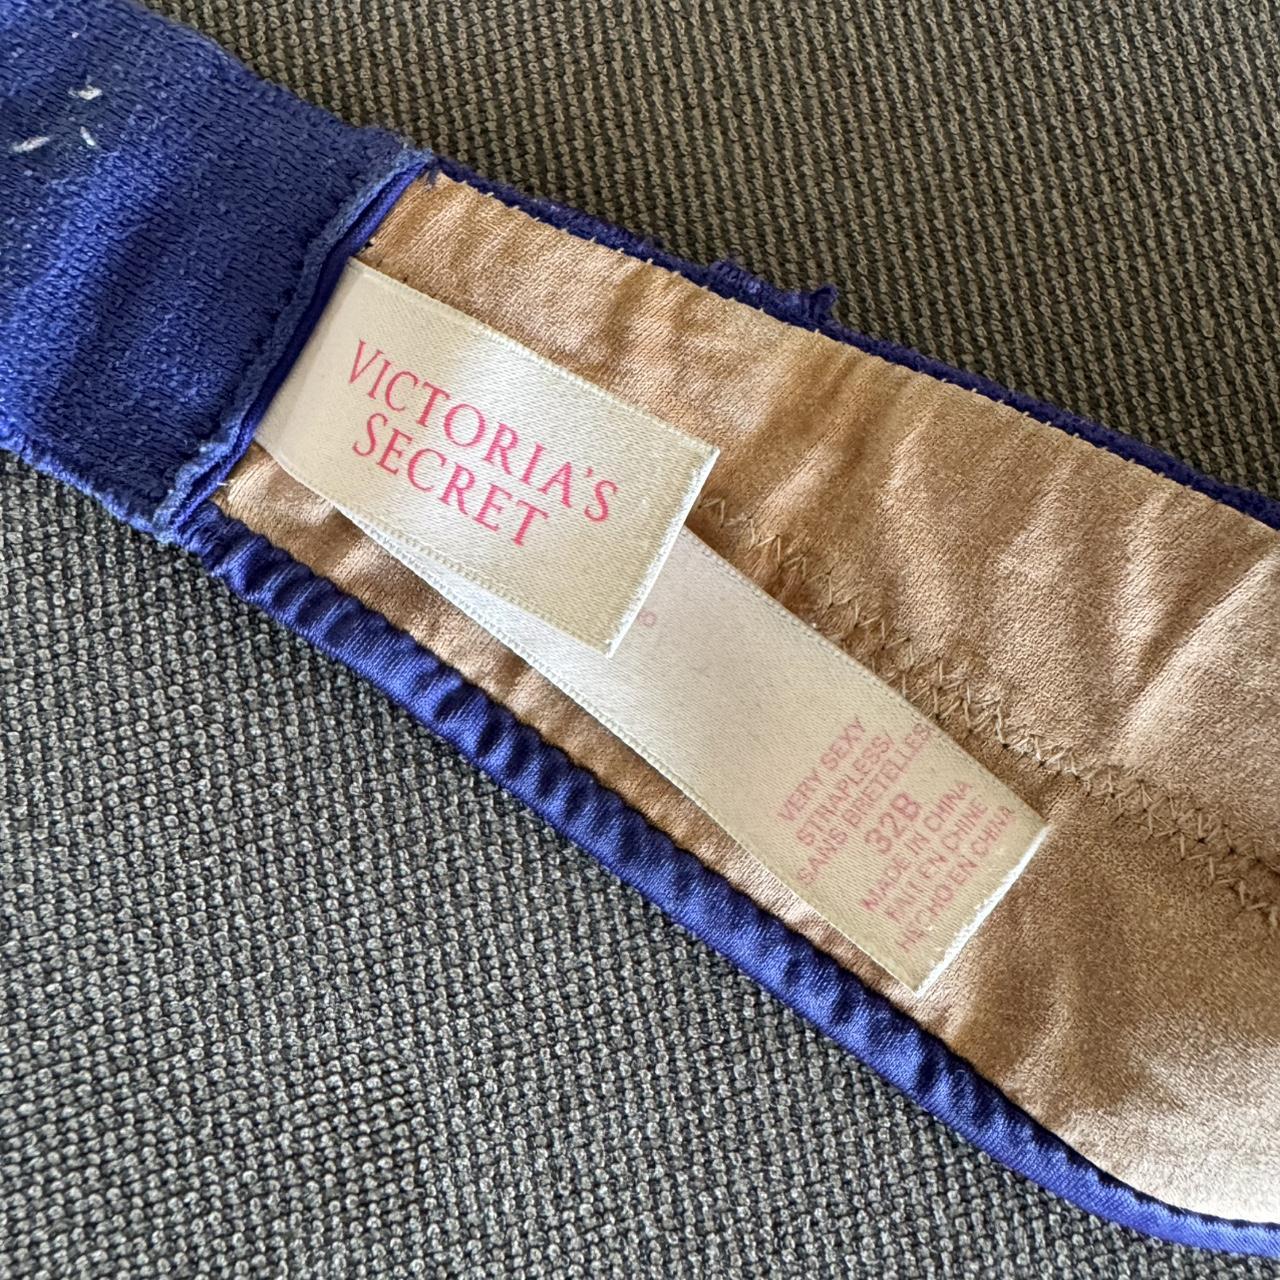 VICTORIA'S
SECRET
VERY SEXY
STRAPLESS/
SANS BRETELLES/
32B
MADE IN CHINA
FAIT EN CHINE
HECHO EN CHINA